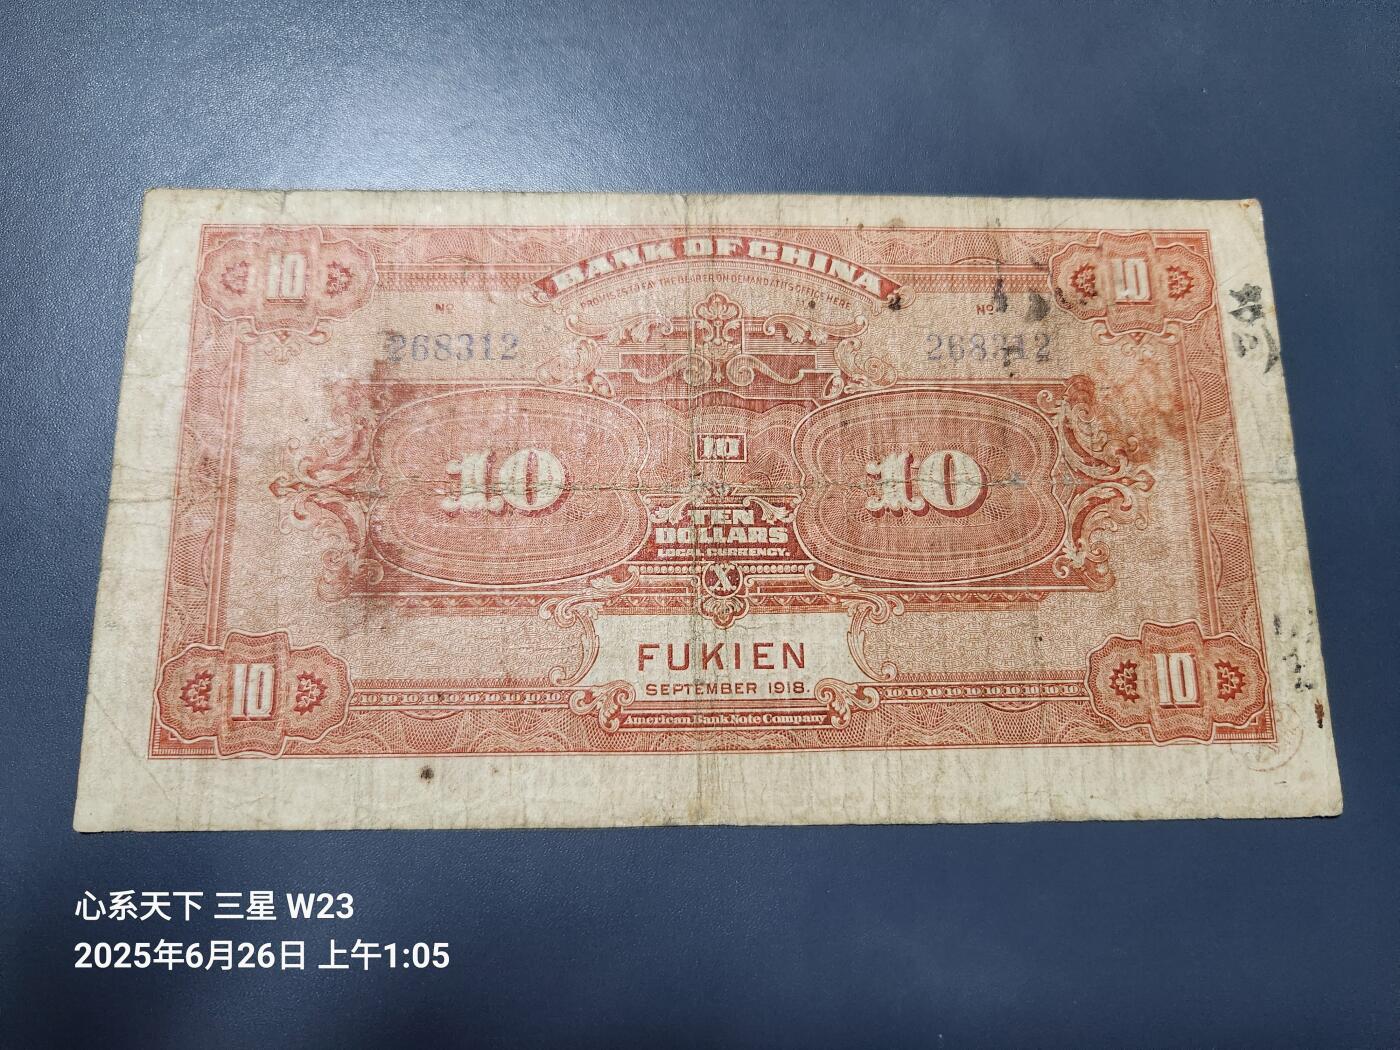 BANK OF CHINA
PROMISES TO PAY THE BEARER ON DEMAND AT ITS OFFICE HERE
10 10
No No
268312 268312
10 10 10
TEN
DOLLARS
LOCAL CURRENCY.
X
FUKIEN
SEPTEMBER 1918.
10 10
American Bank Note Company
心系天下 三星 W23
2025年6月26日 上午1:05